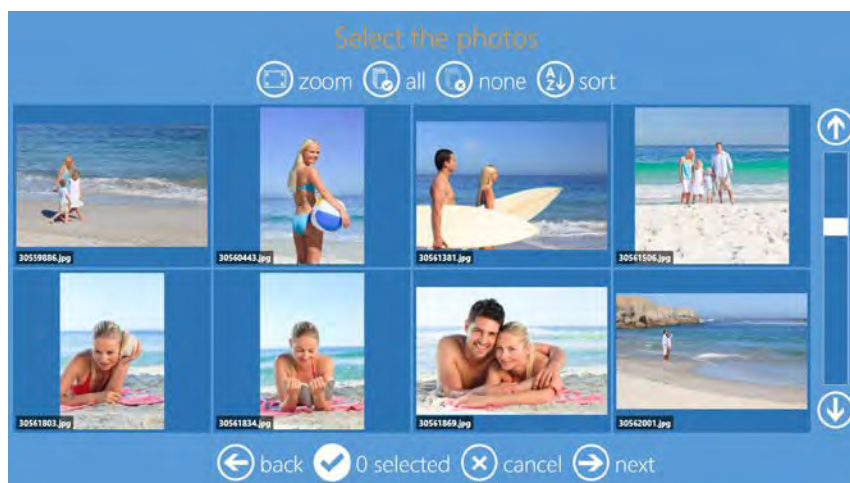 Select the photos
zoom all none A Z sort
30559886.jpg 30560443.jpg 30561381.jpg 30561506.jpg
30561803.jpg 30561834.jpg 30561869.jpg 30562001.jpg
back 0 selected cancel next